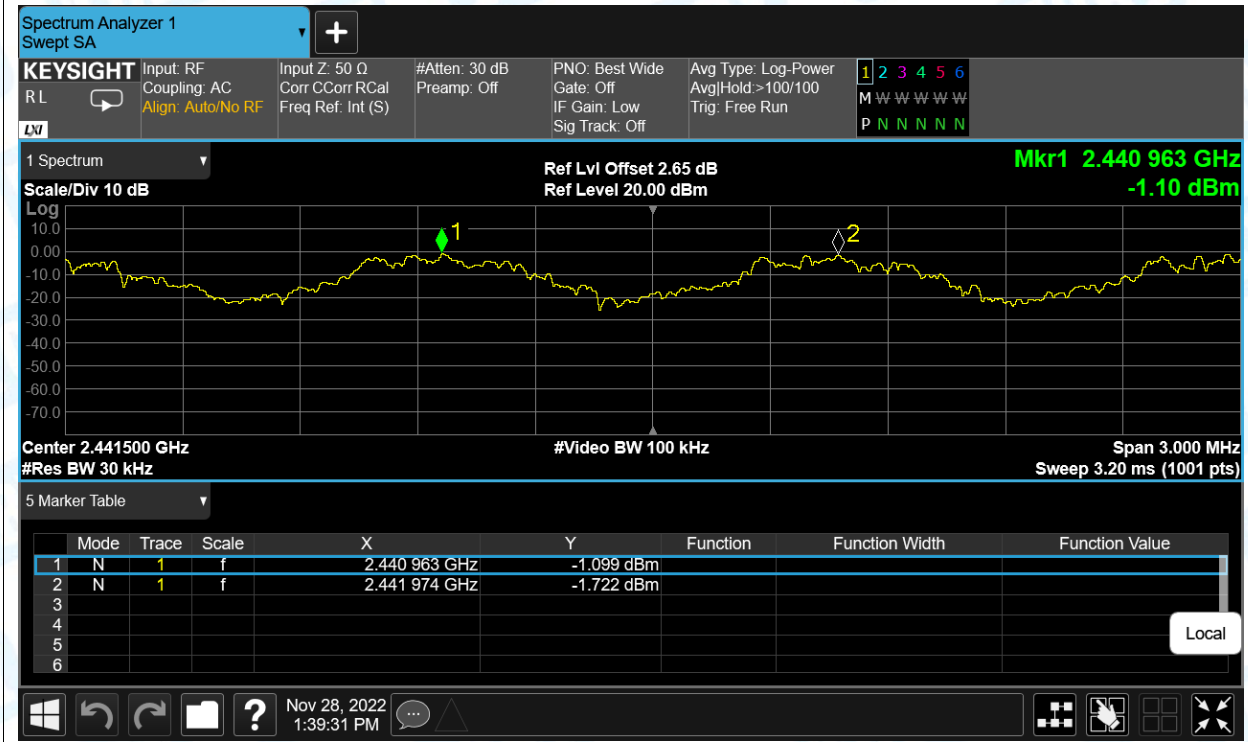 Spectrum Analyzer 1
Swept SA
+
KEYSIGHT
RL
LXI
Input: RF
Coupling: AC
Align: Auto/No RF
Input Z: 50 Ω
Corr CCorr RCal
Freq Ref: Int (S)
#Atten: 30 dB
Preamp: Off
PNO: Best Wide
Gate: Off
IF Gain: Low
Sig Track: Off
Avg Type: Log-Power
Avg|Hold:>100/100
Trig: Free Run
1 2 3 4 5 6
M W W W W W
P N N N N N
1 Spectrum
Scale/Div 10 dB
Ref Lvl Offset 2.65 dB
Ref Level 20.00 dBm
Mkr1 2.440 963 GHz
-1.10 dBm
Log
10.0
0.00
-10.0
-20.0
-30.0
-40.0
-50.0
-60.0
-70.0
1
2
Center 2.441500 GHz
#Video BW 100 kHz
Span 3.000 MHz
#Res BW 30 kHz
Sweep 3.20 ms (1001 pts)
5 Marker Table
Mode Trace Scale X Y Function Function Width Function Value
1 N 1 f 2.440 963 GHz -1.099 dBm
2 N 1 f 2.441 974 GHz -1.722 dBm
3
4
5
6
Local
?
Nov 28, 2022
1:39:31 PM